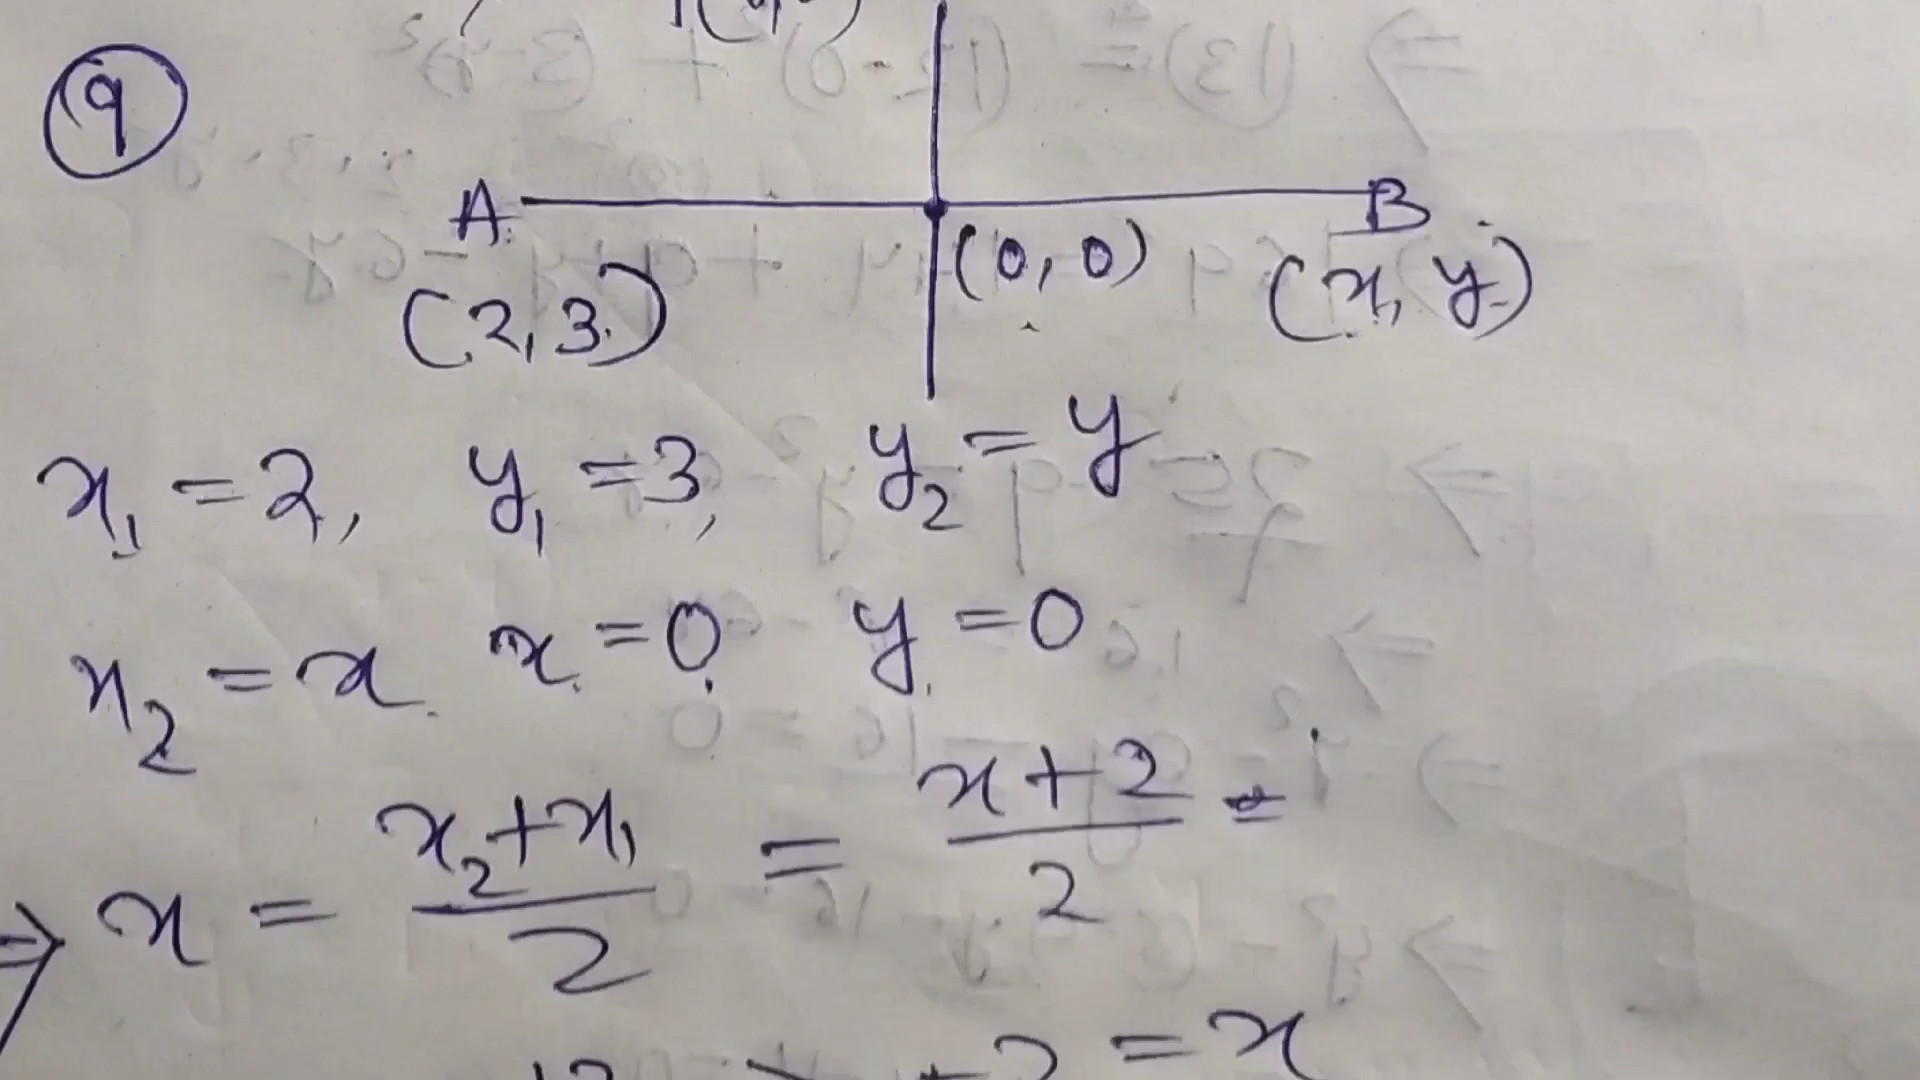 9
A B
(2,3) (0,0) (x, y)
x₁ = 2, y₁ = 3, y₂ = y
x₂ = x x = 0 y = 0
⇒ x = (x₂+x₁)/2 = (x+2)/2 =
= x